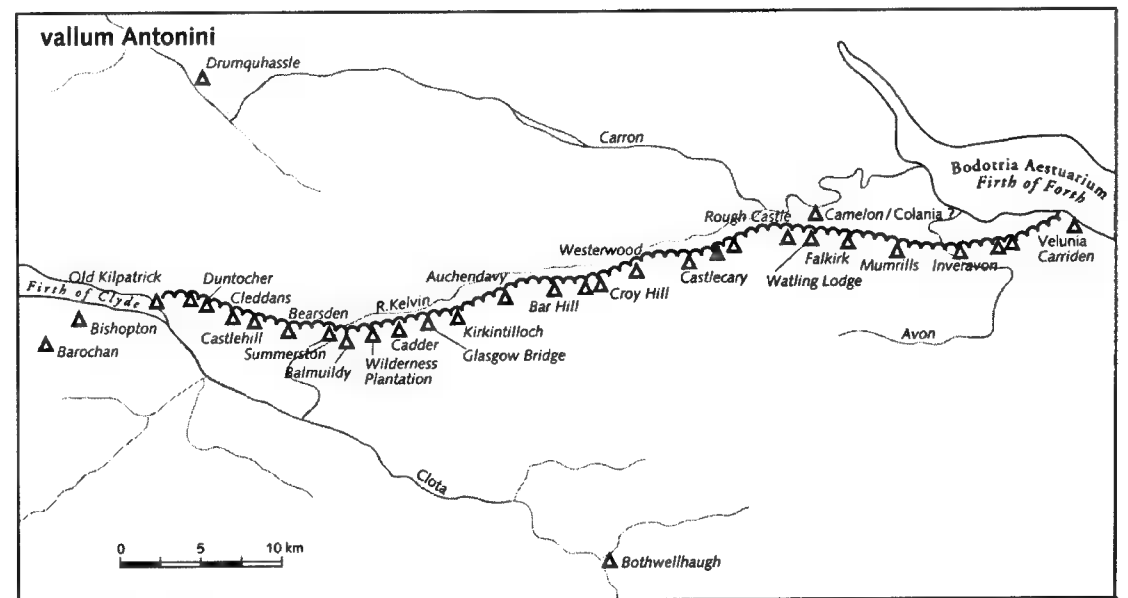 vallum Antonini
Drumquhassle
Carron
Bodotria Aestuarium
Firth of Forth
Rough Castle
Camelon / Colania ?
Westerwood
Velunia
Carriden
Falkirk
Watling Lodge
Mumrills
Inveravon
Castlecary
Old Kilpatrick
Duntocher
Auchendavy
Firth of Clyde
Cleddans
Bar Hill
Croy Hill
R. Kelvin
Bearsden
Bishopton
Castlehill
Kirkintilloch
Avon
Barochan
Summerston
Cadder
Glasgow Bridge
Balmuildy
Wilderness
Plantation
Clota
0 5 10 km
Bothwellhaugh